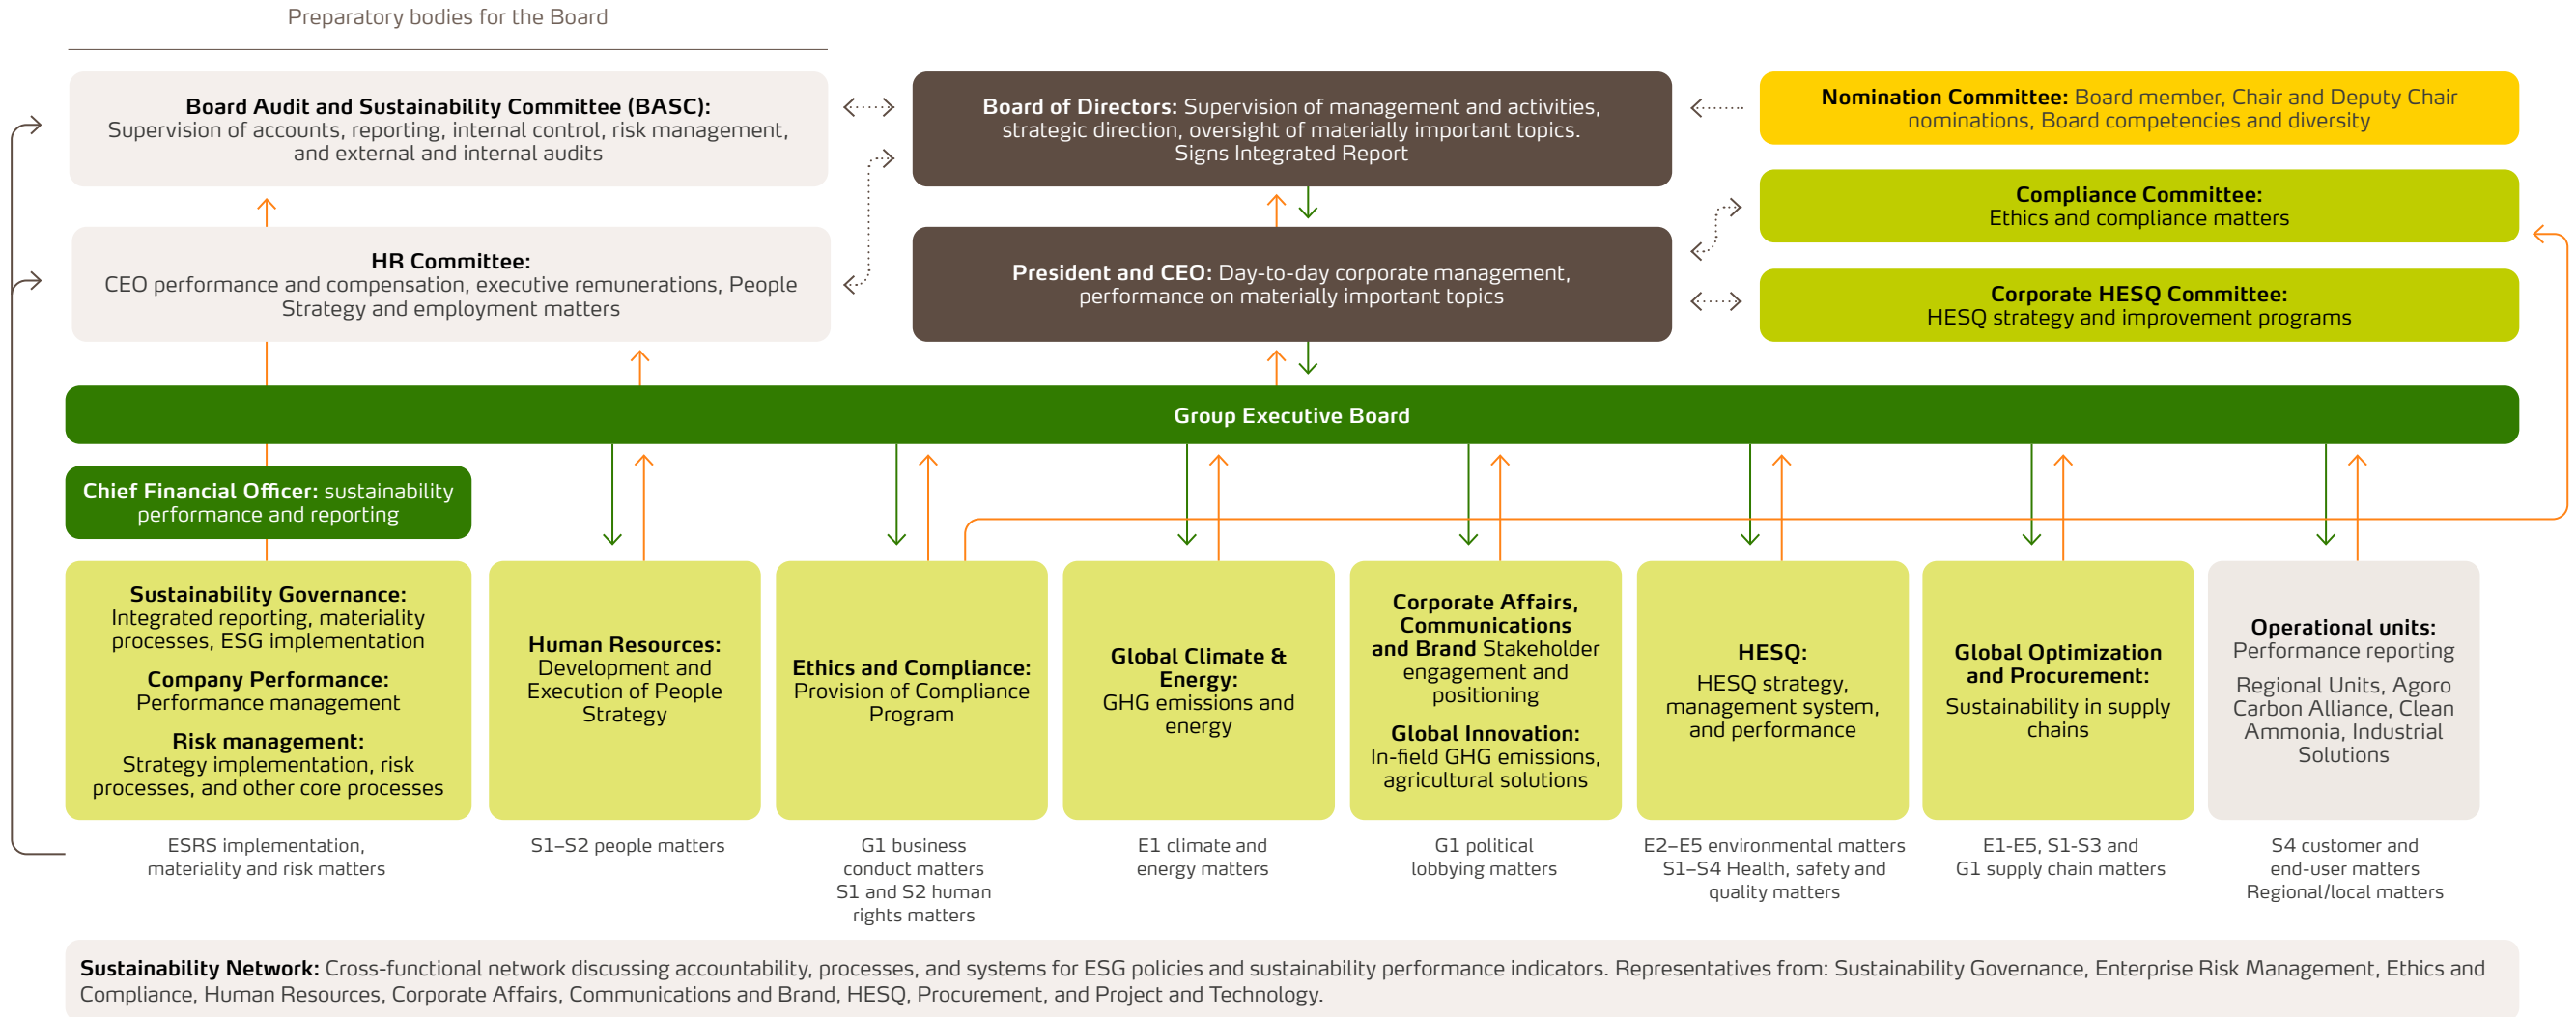 Preparatory bodies for the Board
Board Audit and Sustainability Committee (BASC):
Supervision of accounts, reporting, internal control, risk management,
and external and internal audits
Board of Directors: Supervision of management and activities,
strategic direction, oversight of materially important topics.
Signs Integrated Report
Nomination Committee: Board member, Chair and Deputy Chair
nominations, Board competencies and diversity
Compliance Committee:
Ethics and compliance matters
HR Committee:
CEO performance and compensation, executive remunerations, People
Strategy and employment matters
President and CEO: Day-to-day corporate management,
performance on materially important topics
Corporate HESQ Committee:
HESQ strategy and improvement programs
Group Executive Board
Chief Financial Officer: sustainability
performance and reporting
Sustainability Governance:
Integrated reporting, materiality
processes, ESG implementation
Company Performance:
Performance management
Risk management:
Strategy implementation, risk
processes, and other core processes
Human Resources:
Development and
Execution of People
Strategy
Ethics and Compliance:
Provision of Compliance
Program
Global Climate &
Energy:
GHG emissions and
energy
Corporate Affairs,
Communications
and Brand Stakeholder
engagement and
positioning
Global Innovation:
In-field GHG emissions,
agricultural solutions
HESQ:
HESQ strategy,
management system,
and performance
Global Optimization
and Procurement:
Sustainability in supply
chains
Operational units:
Performance reporting
Regional Units, Agoro
Carbon Alliance, Clean
Ammonia, Industrial
Solutions
ESRS implementation,
materiality and risk matters
S1–S2 people matters
G1 business
conduct matters
S1 and S2 human
rights matters
E1 climate and
energy matters
G1 political
lobbying matters
E2–E5 environmental matters
S1–S4 Health, safety and
quality matters
E1-E5, S1-S3 and
G1 supply chain matters
S4 customer and
end-user matters
Regional/local matters
Sustainability Network: Cross-functional network discussing accountability, processes, and systems for ESG policies and sustainability performance indicators. Representatives from: Sustainability Governance, Enterprise Risk Management, Ethics and
Compliance, Human Resources, Corporate Affairs, Communications and Brand, HESQ, Procurement, and Project and Technology.